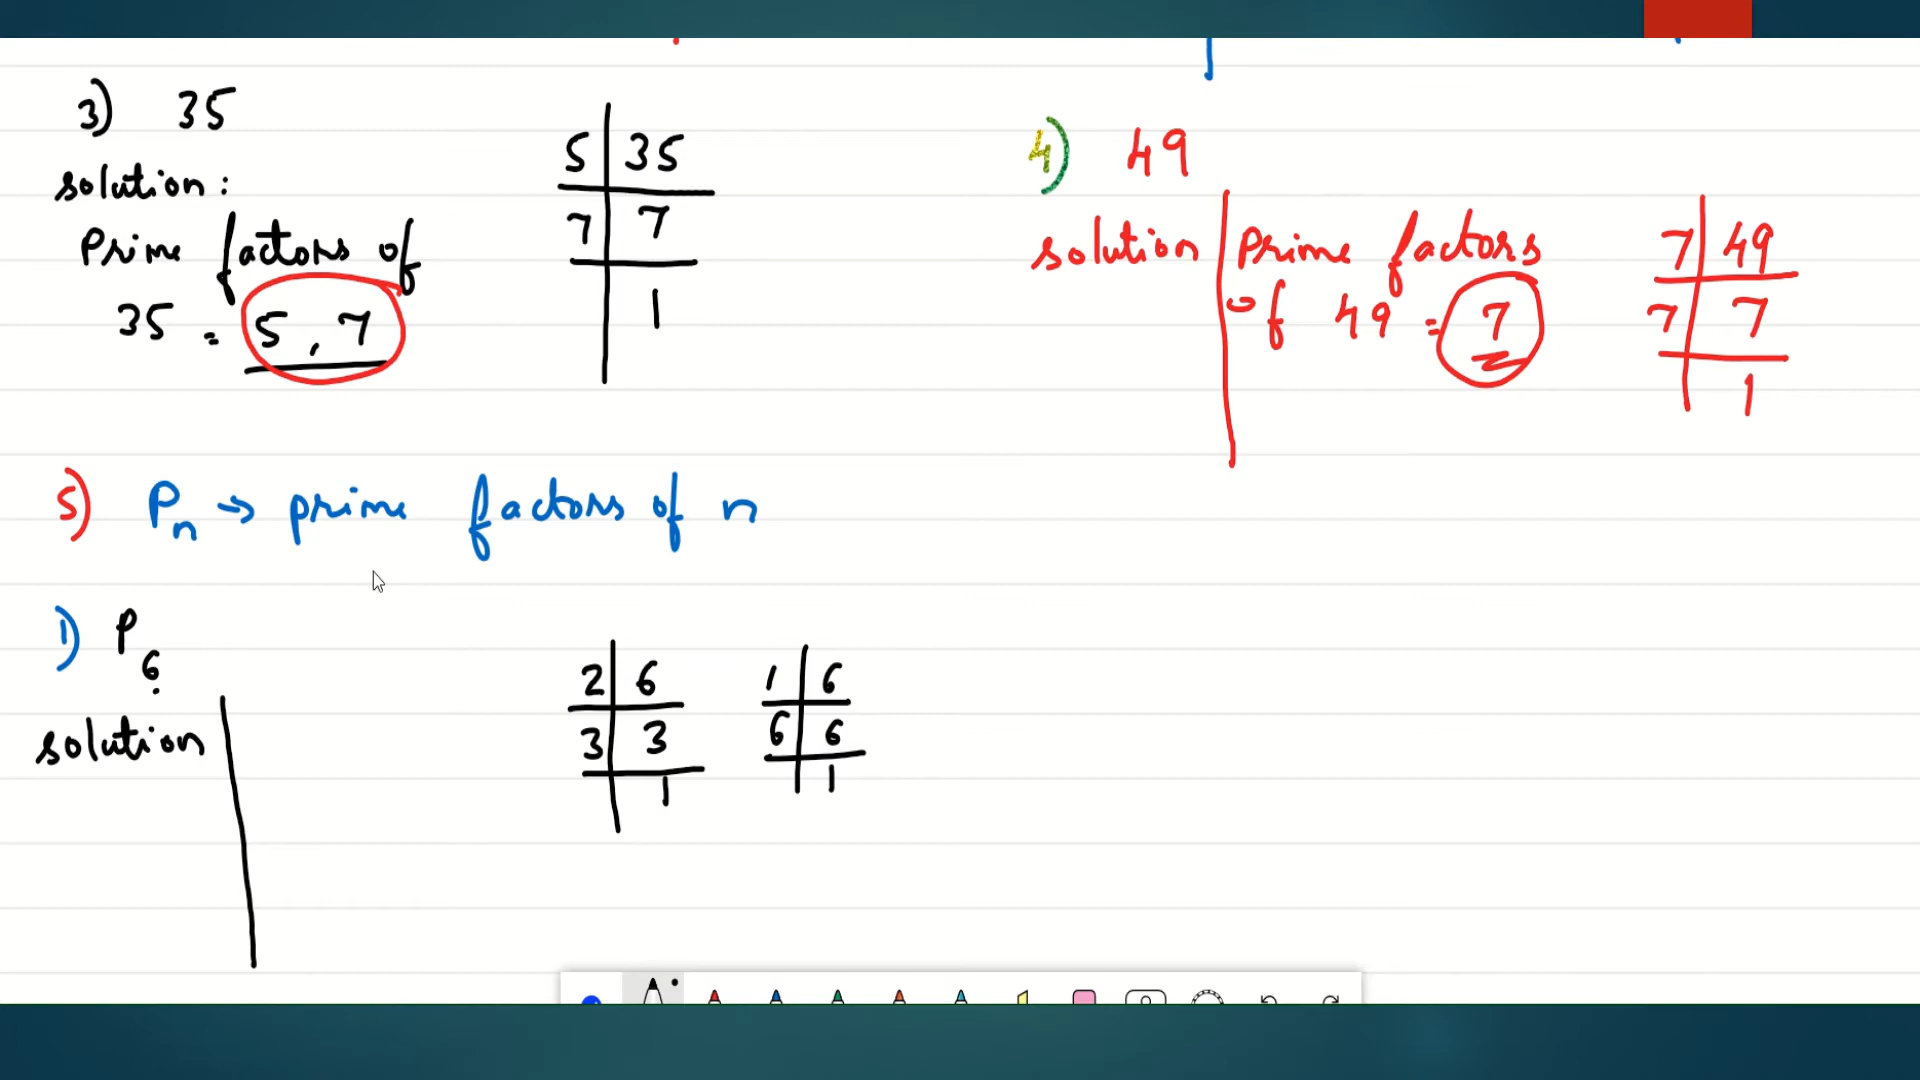 3) 35
solution:
Prime factors of
35 = 5, 7
5 35
7 7
1
4) 49
solution Prime factors
of 49 = 7
7 49
7 7
1
5) Pn → prime factors of n
1) P6
solution
2 6
3 3
1
1 6
6 6
1